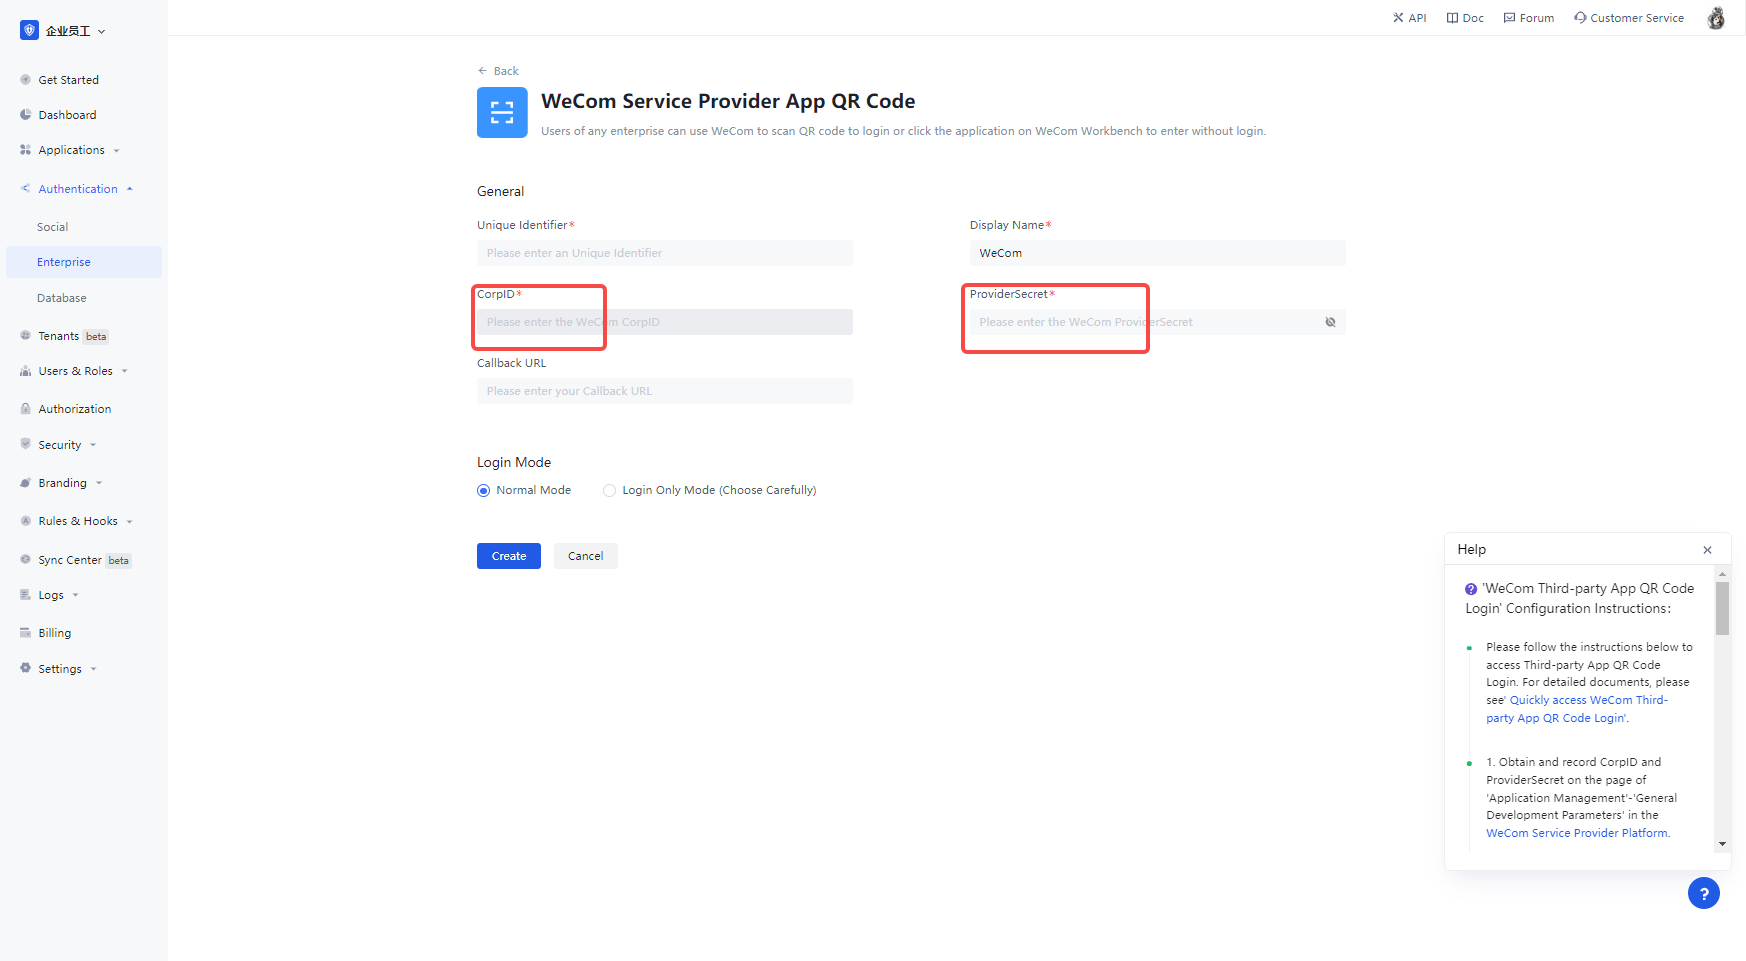 企业员工
API
Doc
Forum
Customer Service
Get Started
Dashboard
Applications
Authentication
Social
Enterprise
Database
Tenants beta
Users & Roles
Authorization
Security
Branding
Rules & Hooks
Sync Center beta
Logs
Billing
Settings
Back
WeCom Service Provider App QR Code
Users of any enterprise can use WeCom to scan QR code to login or click the application on WeCom Workbench to enter without login.
General
Unique Identifier*
Please enter an Unique Identifier
Display Name*
WeCom
CorpID*
Please enter the WeCom CorpID
ProviderSecret*
Please enter the WeCom ProviderSecret
Callback URL
Please enter your Callback URL
Login Mode
Normal Mode
Login Only Mode (Choose Carefully)
Create
Cancel
Help
'WeCom Third-party App QR Code
Login' Configuration Instructions:
Please follow the instructions below to
access Third-party App QR Code
Login. For detailed documents, please
see' Quickly access WeCom Third-
party App QR Code Login'.
1. Obtain and record CorpID and
ProviderSecret on the page of
'Application Management'-'General
Development Parameters' in the
WeCom Service Provider Platform.
?